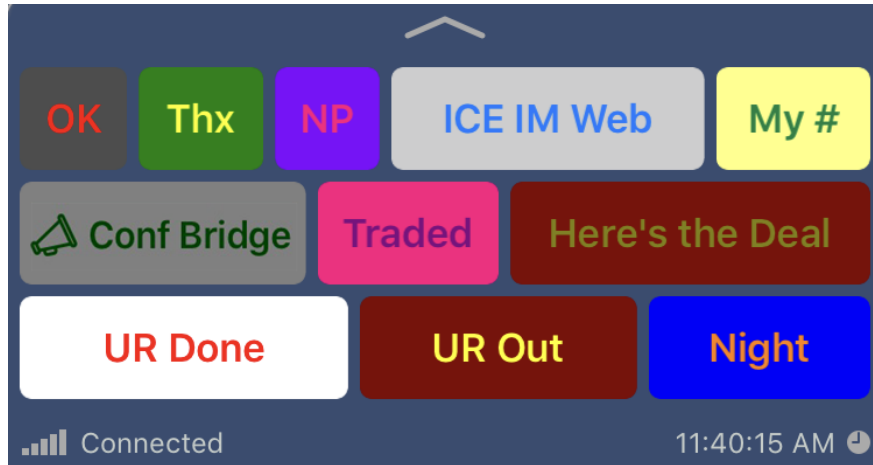 OK Thx NP ICE IM Web My #
Conf Bridge Traded Here's the Deal
UR Done UR Out Night
Connected 11:40:15 AM